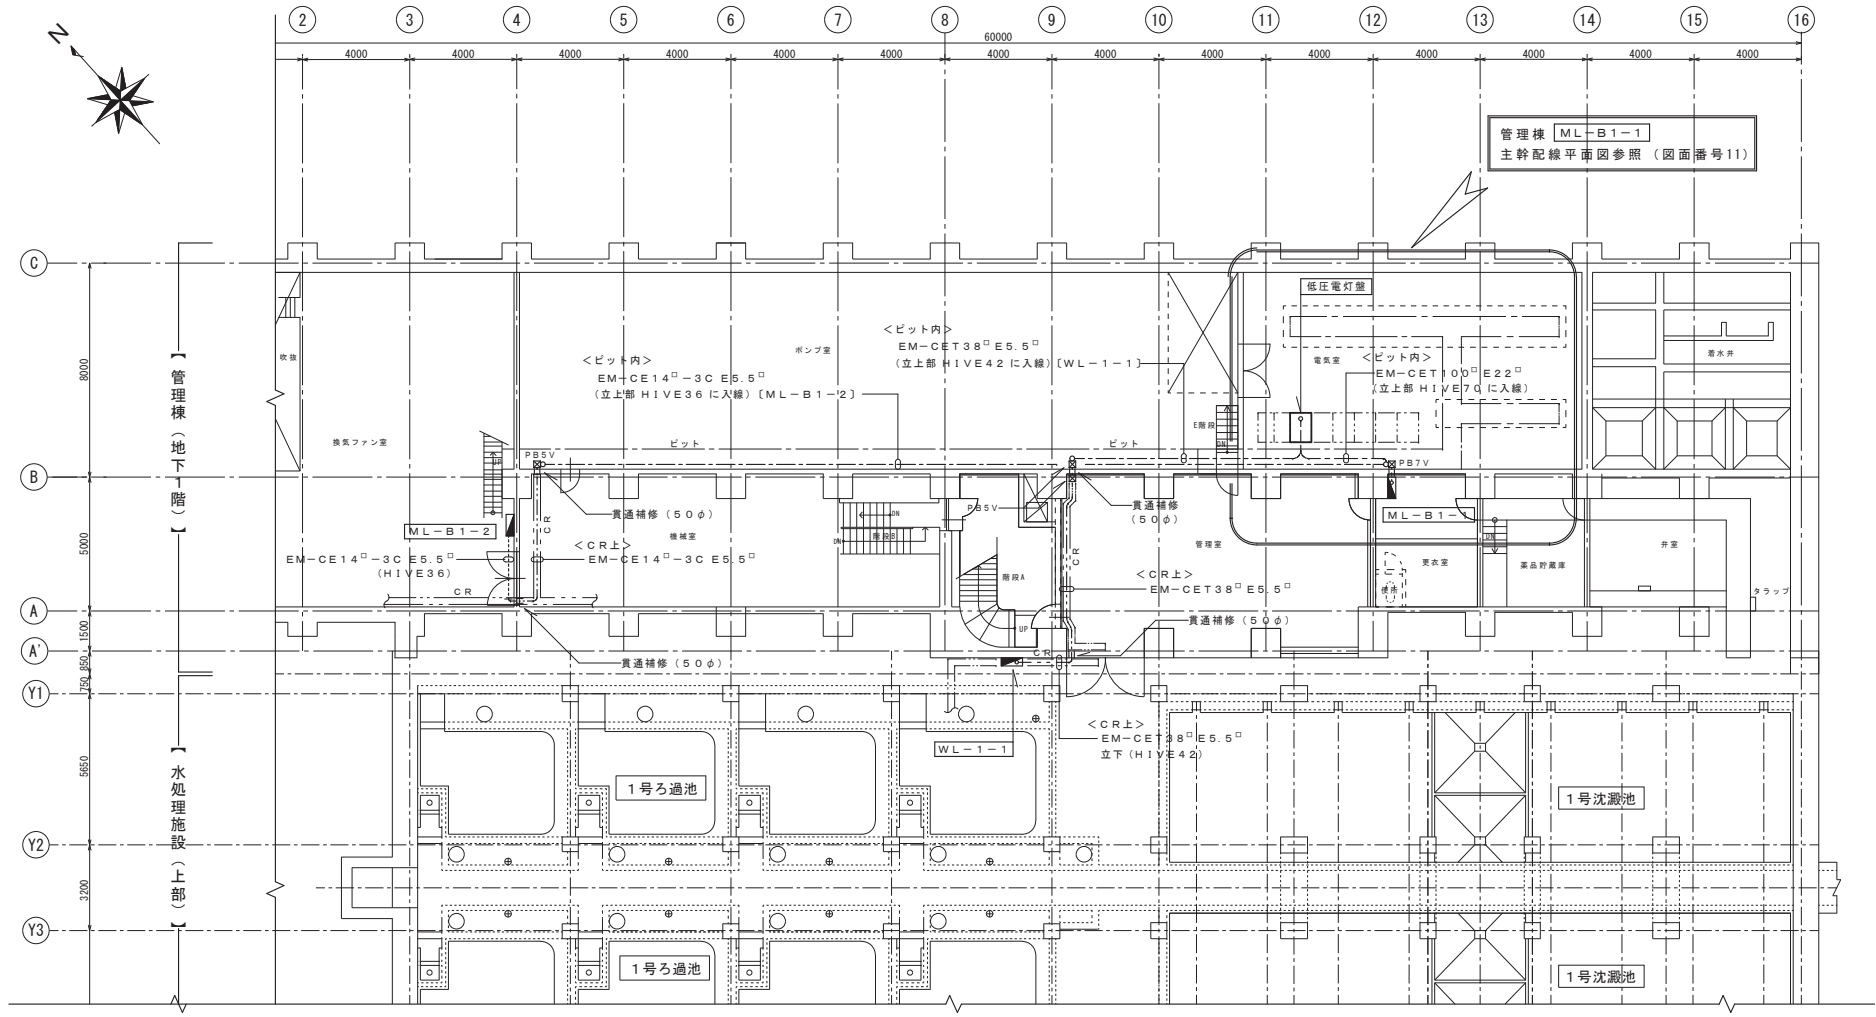 N
2 3 4 5 6 7 8 9 10 11 12 13 14 15 16
60000
4000 4000 4000 4000 4000 4000 4000 4000 4000 4000 4000 4000 4000 4000
管理棟 ML-B1-1
主幹配線平面図参照 (図面番号11)
C
低圧電灯盤
<ピット内>
EM-CET38□ E5.5□
(立上部 HIVE42 に入線) [WL-1-1]
<ピット内>
EM-CE14□-3C E5.5□
(立上部 HIVE36 に入線) [ML-B1-2]
ポンプ室
吹抜
電気室
<ピット内>
EM-CET100□ E22□
(立上部 HIVE70 に入線)
着水井
8000
【管理棟(地下1階)】
換気ファン室
ピット
ピット
E階段
DN
UP
PB5V
PB7V
B
貫通補修 (50φ)
PB5V
貫通補修
(50φ)
ML-B1-1
ML-B1-2
CR
機械室
DN
DN
階段B
CR
管理室
DN
井室
5000
EM-CE14□-3C E5.5□
(HIVE36)
<CR上>
EM-CE14□-3C E5.5□
階段A
<CR上>
EM-CET38□ E5.5□
更衣室
便所
薬品貯蔵庫
タラップ
CR
A
UP
貫通補修 (50φ)
1500
A'
CR
貫通補修 (50φ)
850
750
Y1
<CR上>
EM-CET38□ E5.5□
立下 (HIVE42)
WL-1-1
5650
【水処理施設(上部)】
1号ろ過池
1号沈澱池
Y2
3200
Y3
1号ろ過池
1号沈澱池